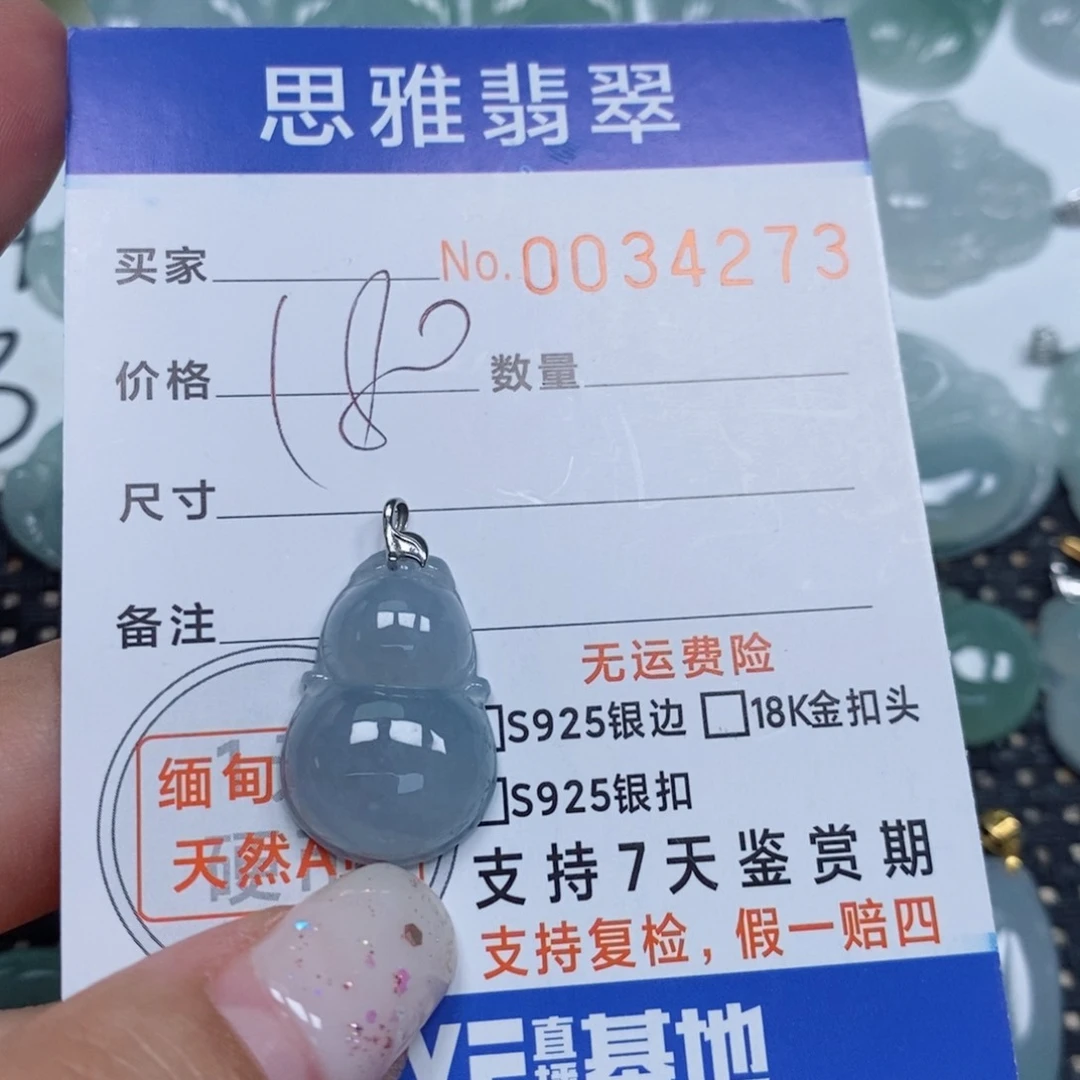 思雅翡翠
买家 No.0034273
价格 180 数量
尺寸
备注
无运费险
S925银边 18K金扣头
S925银扣
缅甸
天然A
支持7天鉴赏期
支持复检,假一赔四
直播基地